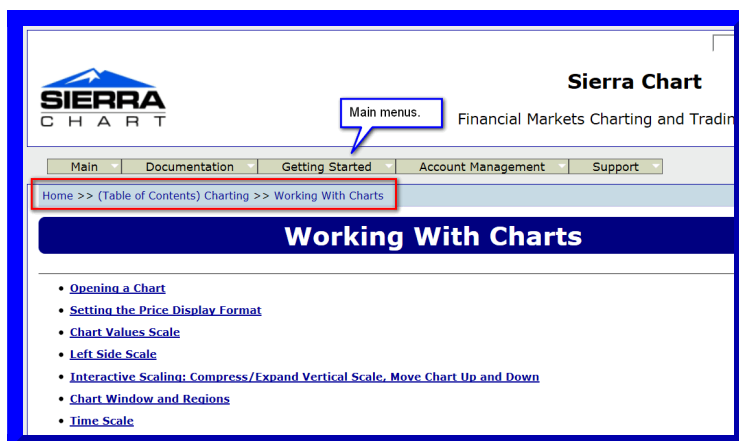 Sierra Chart
SIERRA
CHART
Main menus.
Financial Markets Charting and
Main
Documentation
Getting Started
Account Management
Support
Home >> (Table of Contents) Charting >> Working With Charts
Working With Charts
• Opening a Chart
• Setting the Price Display Format
• Chart Values Scale
• Left Side Scale
• Interactive Scaling: Compress/Expand Vertical Scale, Move Chart Up and Down
• Chart Window and Regions
• Time Scale